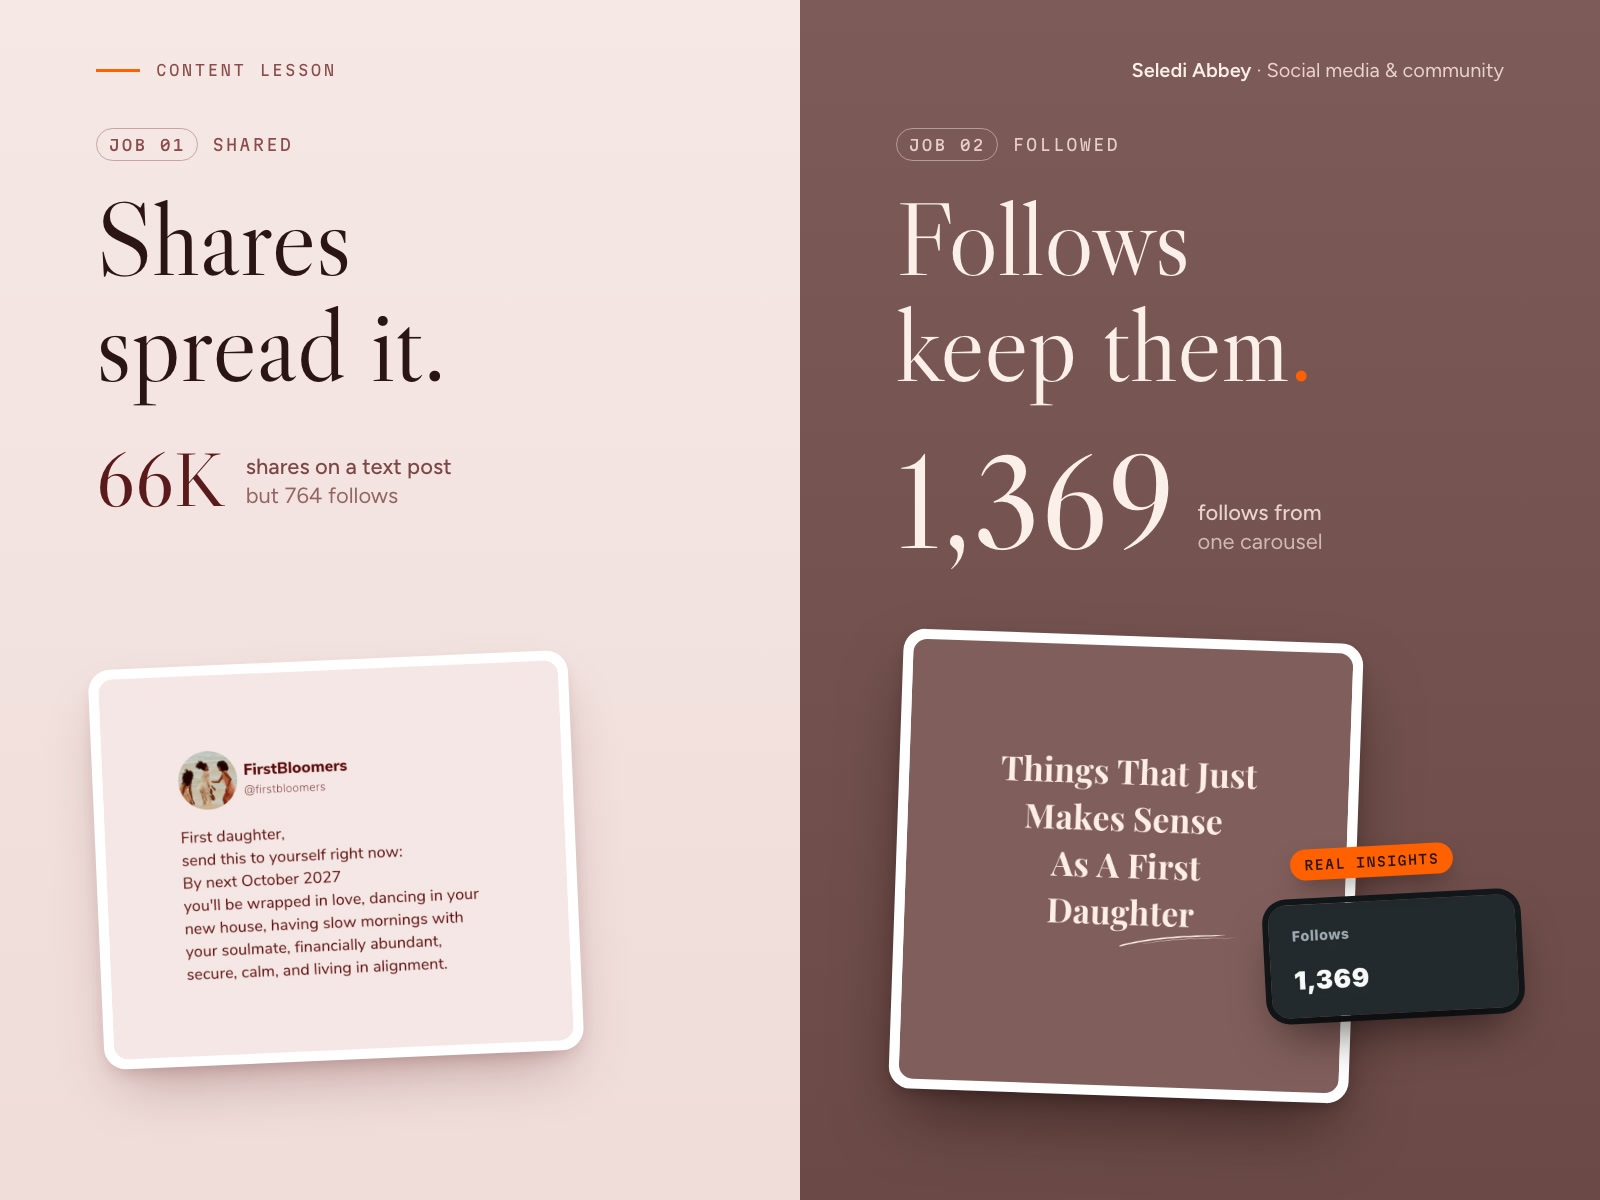 CONTENT LESSON
JOB 01 SHARED
Shares
spread it.
66K
shares on a text post
but 764 follows
FirstBloomers
@firstbloomers
First daughter,
send this to yourself right now:
By next October 2027
you'll be wrapped in love, dancing in your
new house, having slow mornings with
your soulmate, financially abundant,
secure, calm, and living in alignment.
Seledi Abbey · Social media & community
JOB 02 FOLLOWED
Follows
keep them.
1,369
follows from
one carousel
Things That Just
Makes Sense
As A First
Daughter
REAL INSIGHTS
Follows
1,369